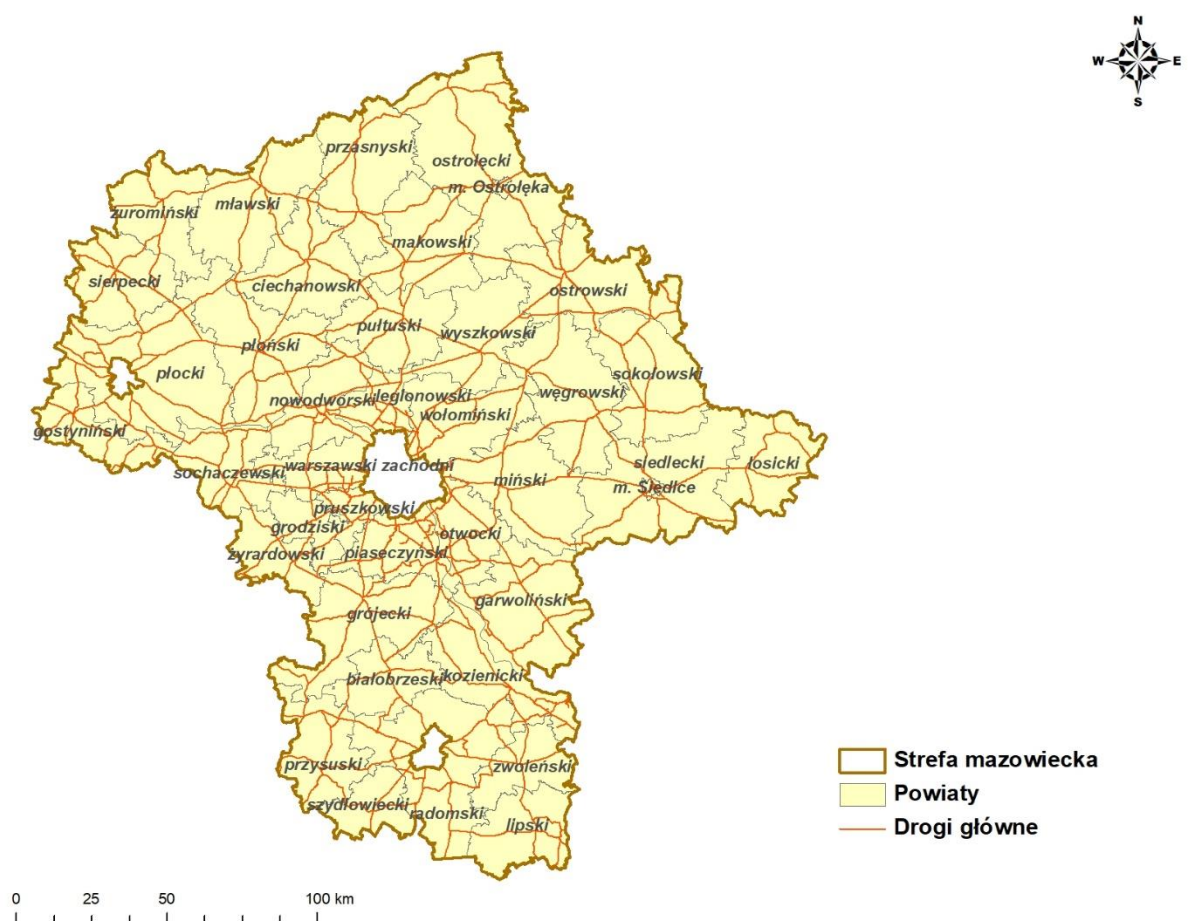 N
W E
S
przasnyski
ostrołęcki
m. Ostrołęka
mławski
żuromiński
makowski
sierpecki
ciechanowski
ostrowski
pułtuski
wyszkowski
płoński
płocki
sokołowski
węgrowski
nowodworski
legionowski
wołomiński
gostyniński
warszawski zachodni
sochaczewski
siedlecki
łosicki
miński
m. Siedlce
pruszkowski
grodziski
otwocki
żyrardowski
piaseczyński
garwoliński
grójecki
białobrzeski
kozienicki
przysuski
zwoleński
szydłowiecki
radomski
lipski
Strefa mazowiecka
Powiaty
Drogi główne
0 25 50 100 km